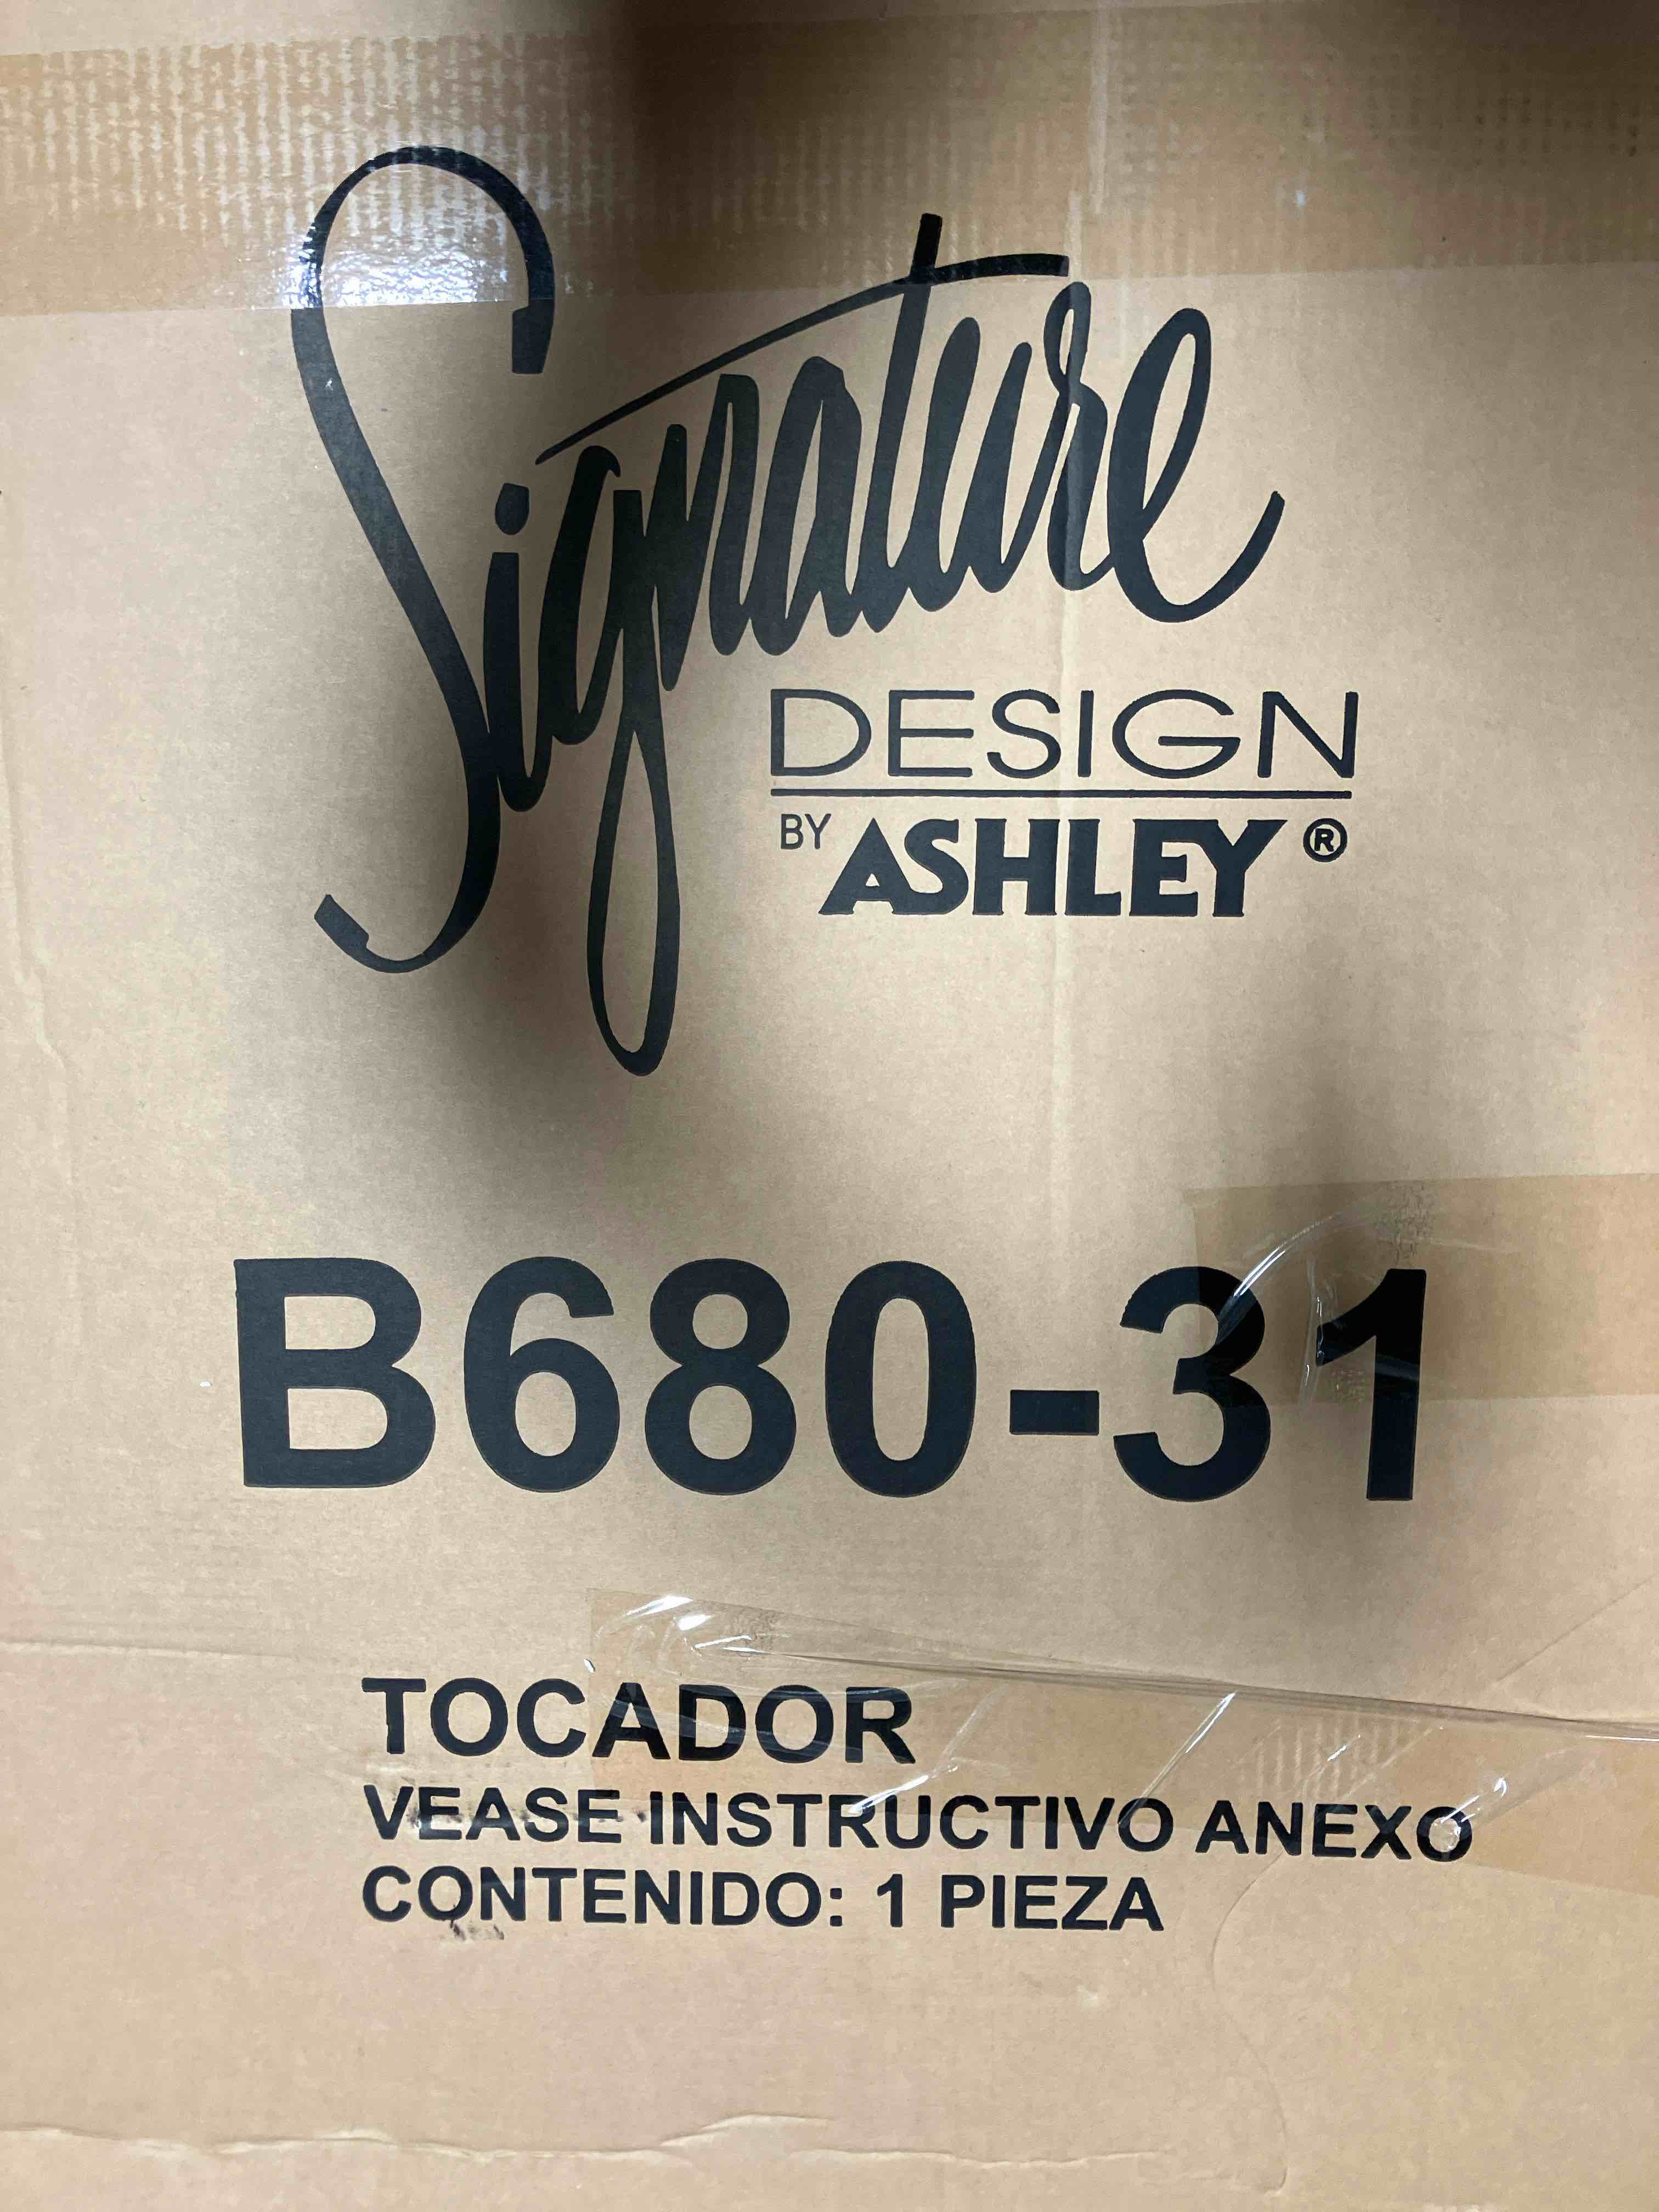 Signature
DESIGN
BY ASHLEY®
B680-31
TOCADOR
VEASE INSTRUCTIVO ANEXO
CONTENIDO: 1 PIEZA